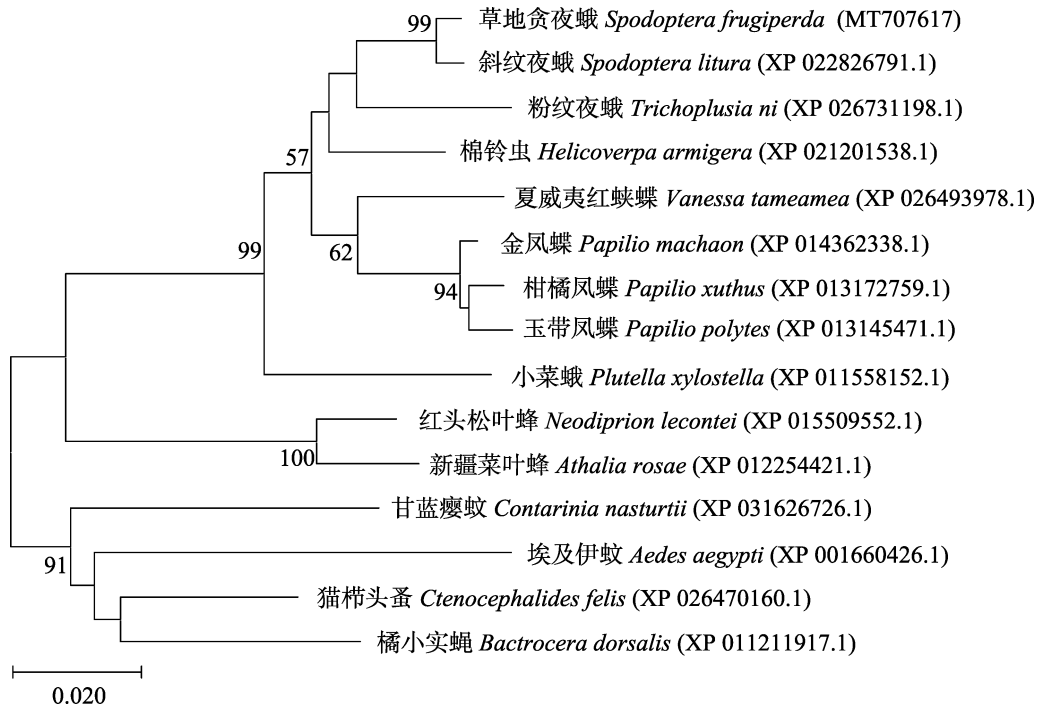 99
草地贪夜蛾 Spodoptera frugiperda (MT707617)
斜纹夜蛾 Spodoptera litura (XP 022826791.1)
粉纹夜蛾 Trichoplusia ni (XP 026731198.1)
57
棉铃虫 Helicoverpa armigera (XP 021201538.1)
夏威夷红蛱蝶 Vanessa tameamea (XP 026493978.1)
99
62
金凤蝶 Papilio machaon (XP 014362338.1)
94
柑橘凤蝶 Papilio xuthus (XP 013172759.1)
玉带凤蝶 Papilio polytes (XP 013145471.1)
小菜蛾 Plutella xylostella (XP 011558152.1)
红头松叶蜂 Neodiprion lecontei (XP 015509552.1)
100
新疆菜叶蜂 Athalia rosae (XP 012254421.1)
甘蓝瘿蚊 Contarinia nasturtii (XP 031626726.1)
91
埃及伊蚊 Aedes aegypti (XP 001660426.1)
猫栉头蚤 Ctenocephalides felis (XP 026470160.1)
橘小实蝇 Bactrocera dorsalis (XP 011211917.1)
0.020